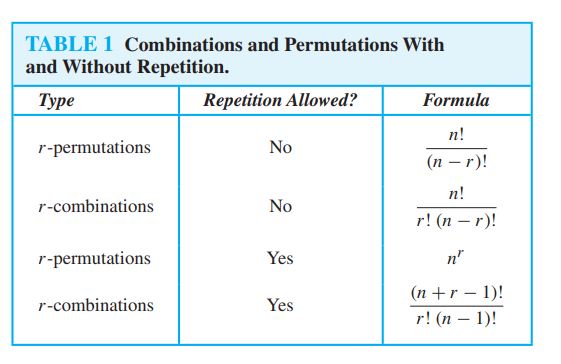 TABLE 1 Combinations and Permutations With
and Without Repetition.
Type Repetition Allowed? Formula
r-permutations No n!/(n − r)!
r-combinations No n!/r! (n − r)!
r-permutations Yes nʳ
r-combinations Yes (n + r − 1)!/r! (n − 1)!